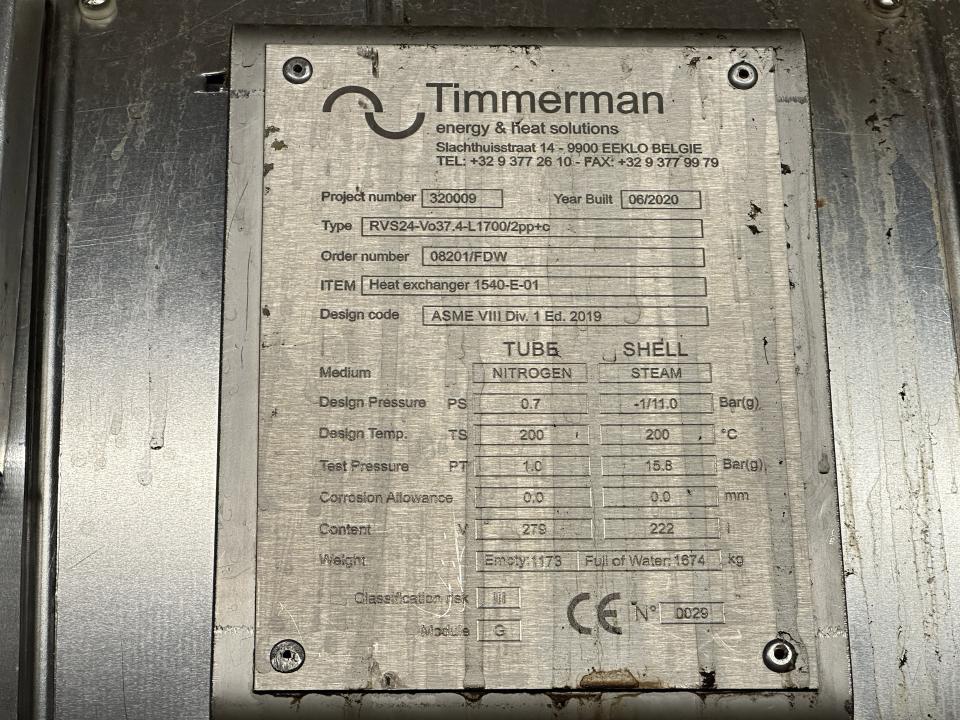 Timmerman
energy & heat solutions
Slachthuisstraat 14 - 9900 EEKLO BELGIE
TEL: +32 9 377 26 10 - FAX: +32 9 377 99 79
Project number 320009 Year Built 06/2020
Type RVS24-Vo37.4-L1700/2pp+c
Order number 08201/FDW
ITEM Heat exchanger 1540-E-01
Design code ASME VIII Div. 1 Ed. 2019
TUBE SHELL
Medium NITROGEN STEAM
Design Pressure PS 0.7 -1/11.0 Bar(g)
Design Temp. TS 200 200 °C
Test Pressure PT 1.0 15.8 Bar(g)
Corrosion Allowance 0.0 0.0 mm
Content V 279 222 l
Weight Empty:1173 Full of Water:1674 kg
Classification risk III
CE N° 0029
Module G